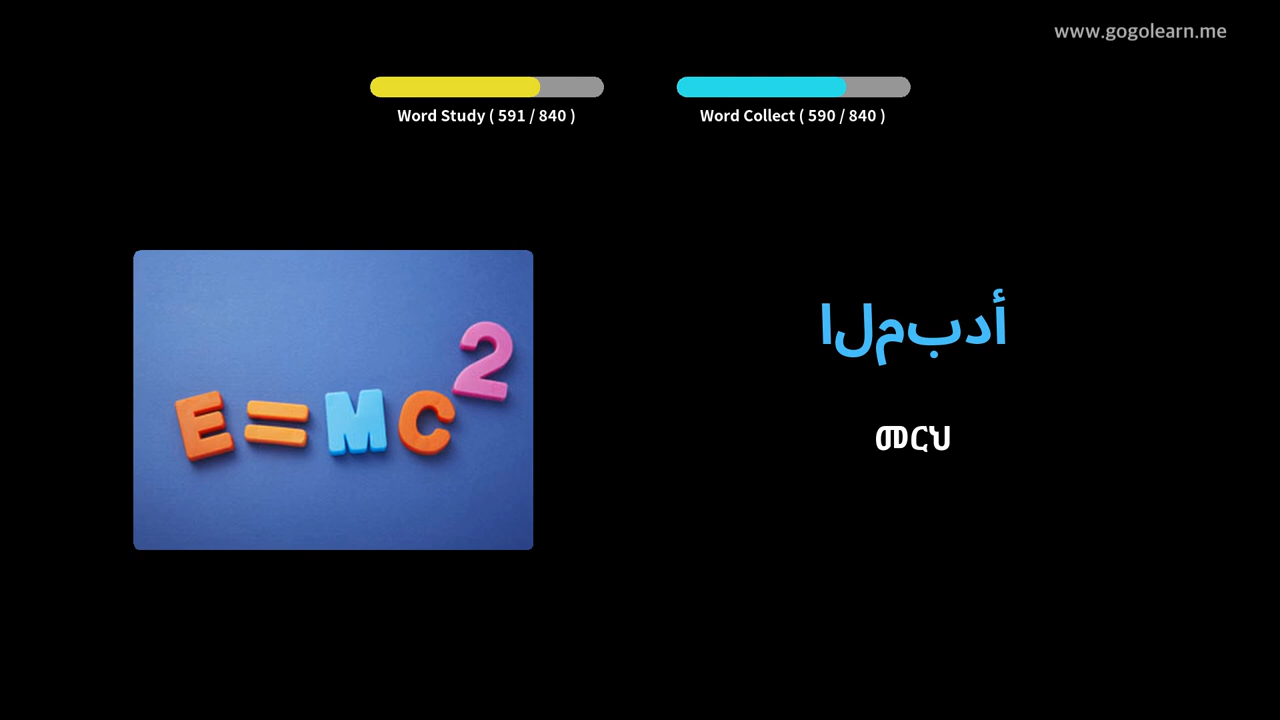 www.gogolearn.me
Word Study ( 591 / 840 )
Word Collect ( 590 / 840 )
E=MC2
المبدأ
መርህ